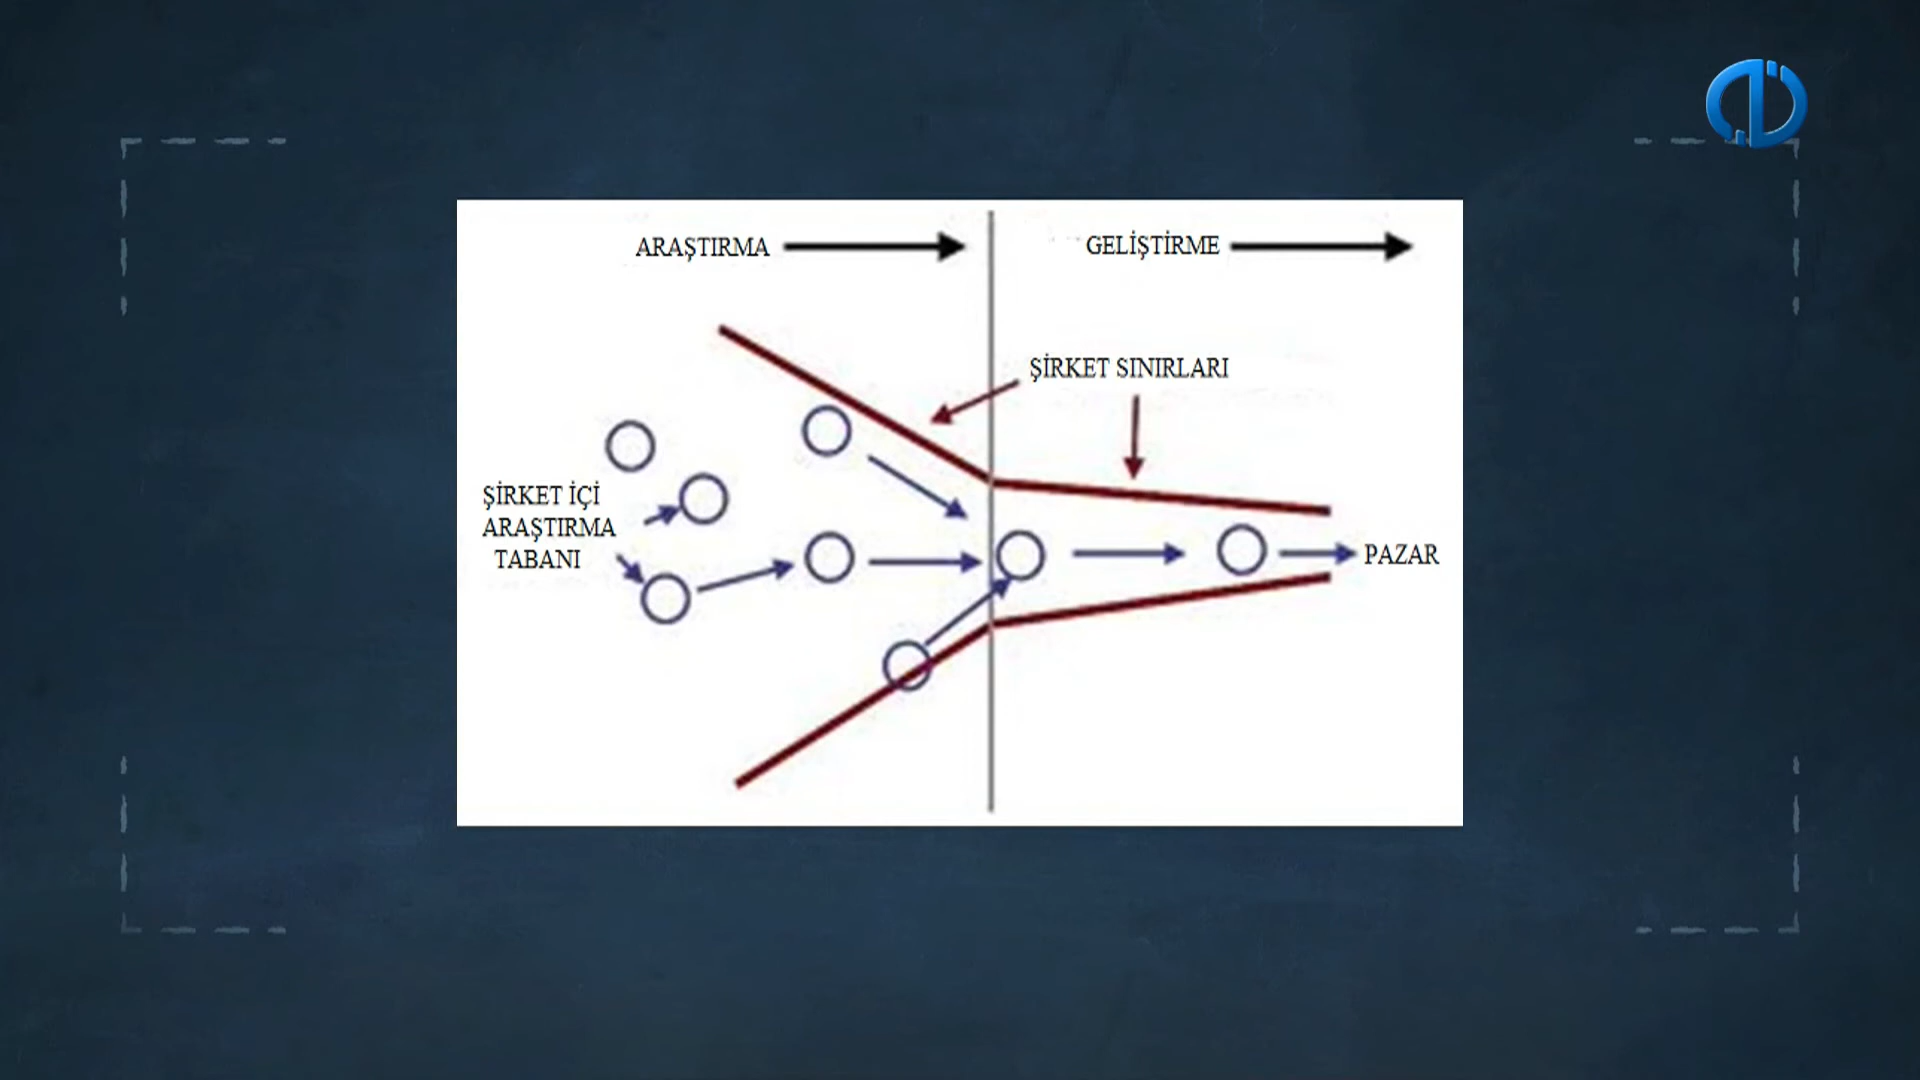 ARAŞTIRMA
GELİŞTİRME
ŞİRKET SINIRLARI
ŞİRKET İÇİ
ARAŞTIRMA
TABANI
PAZAR